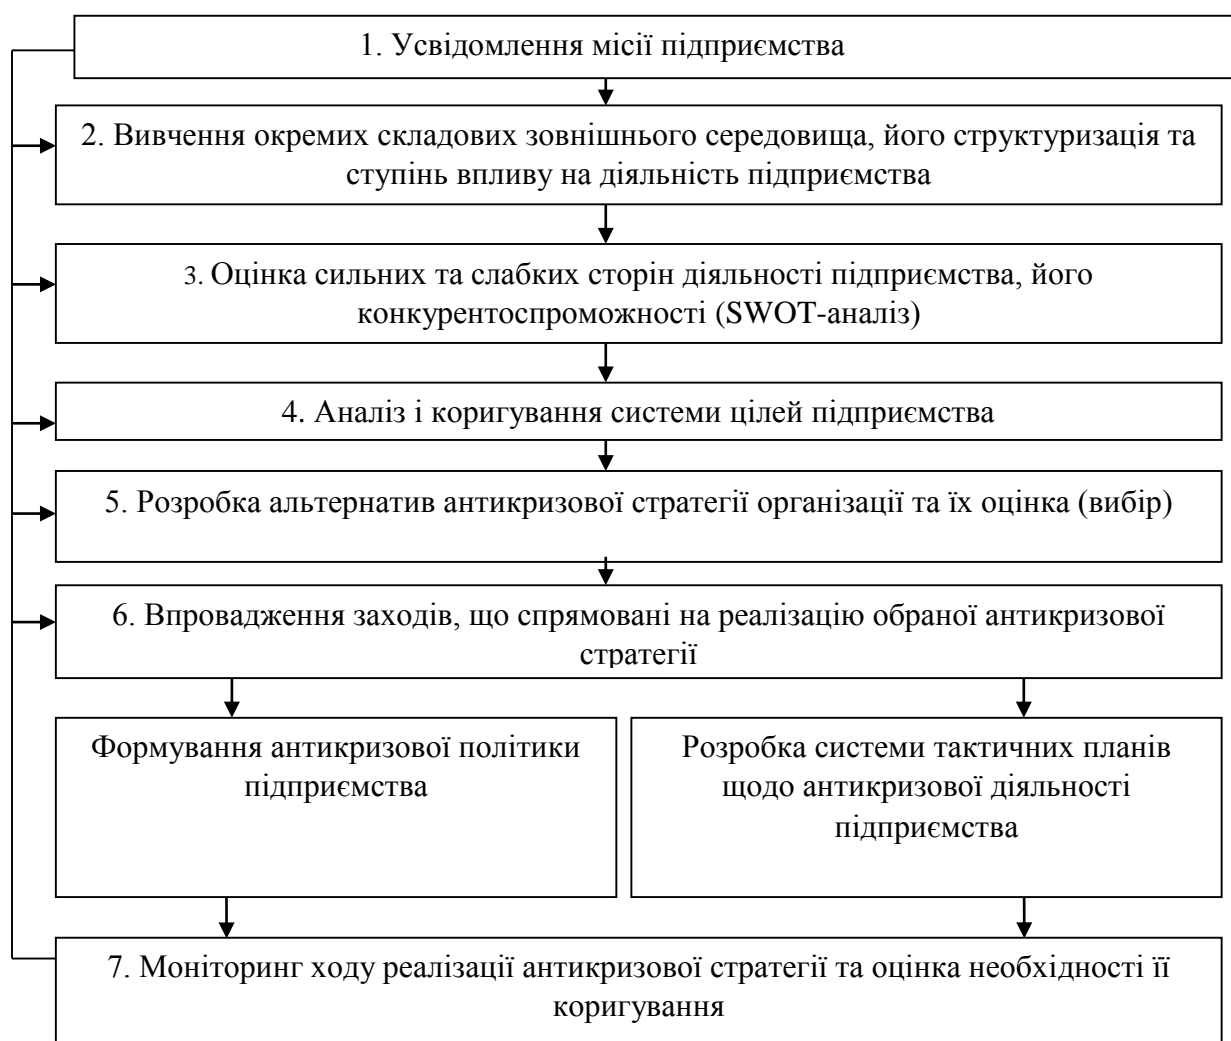 1. Усвідомлення місії підприємства
2. Вивчення окремих складових зовнішнього середовища, його структуризація та
ступінь впливу на діяльність підприємства
3. Оцінка сильних та слабких сторін діяльності підприємства, його
конкурентоспроможності (SWOT-аналіз)
4. Аналіз і коригування системи цілей підприємства
5. Розробка альтернатив антикризової стратегії організації та їх оцінка (вибір)
6. Впровадження заходів, що спрямовані на реалізацію обраної антикризової
стратегії
Формування антикризової політики
підприємства
Розробка системи тактичних планів
щодо антикризової діяльності
підприємства
7. Моніторинг ходу реалізації антикризової стратегії та оцінка необхідності її
коригування